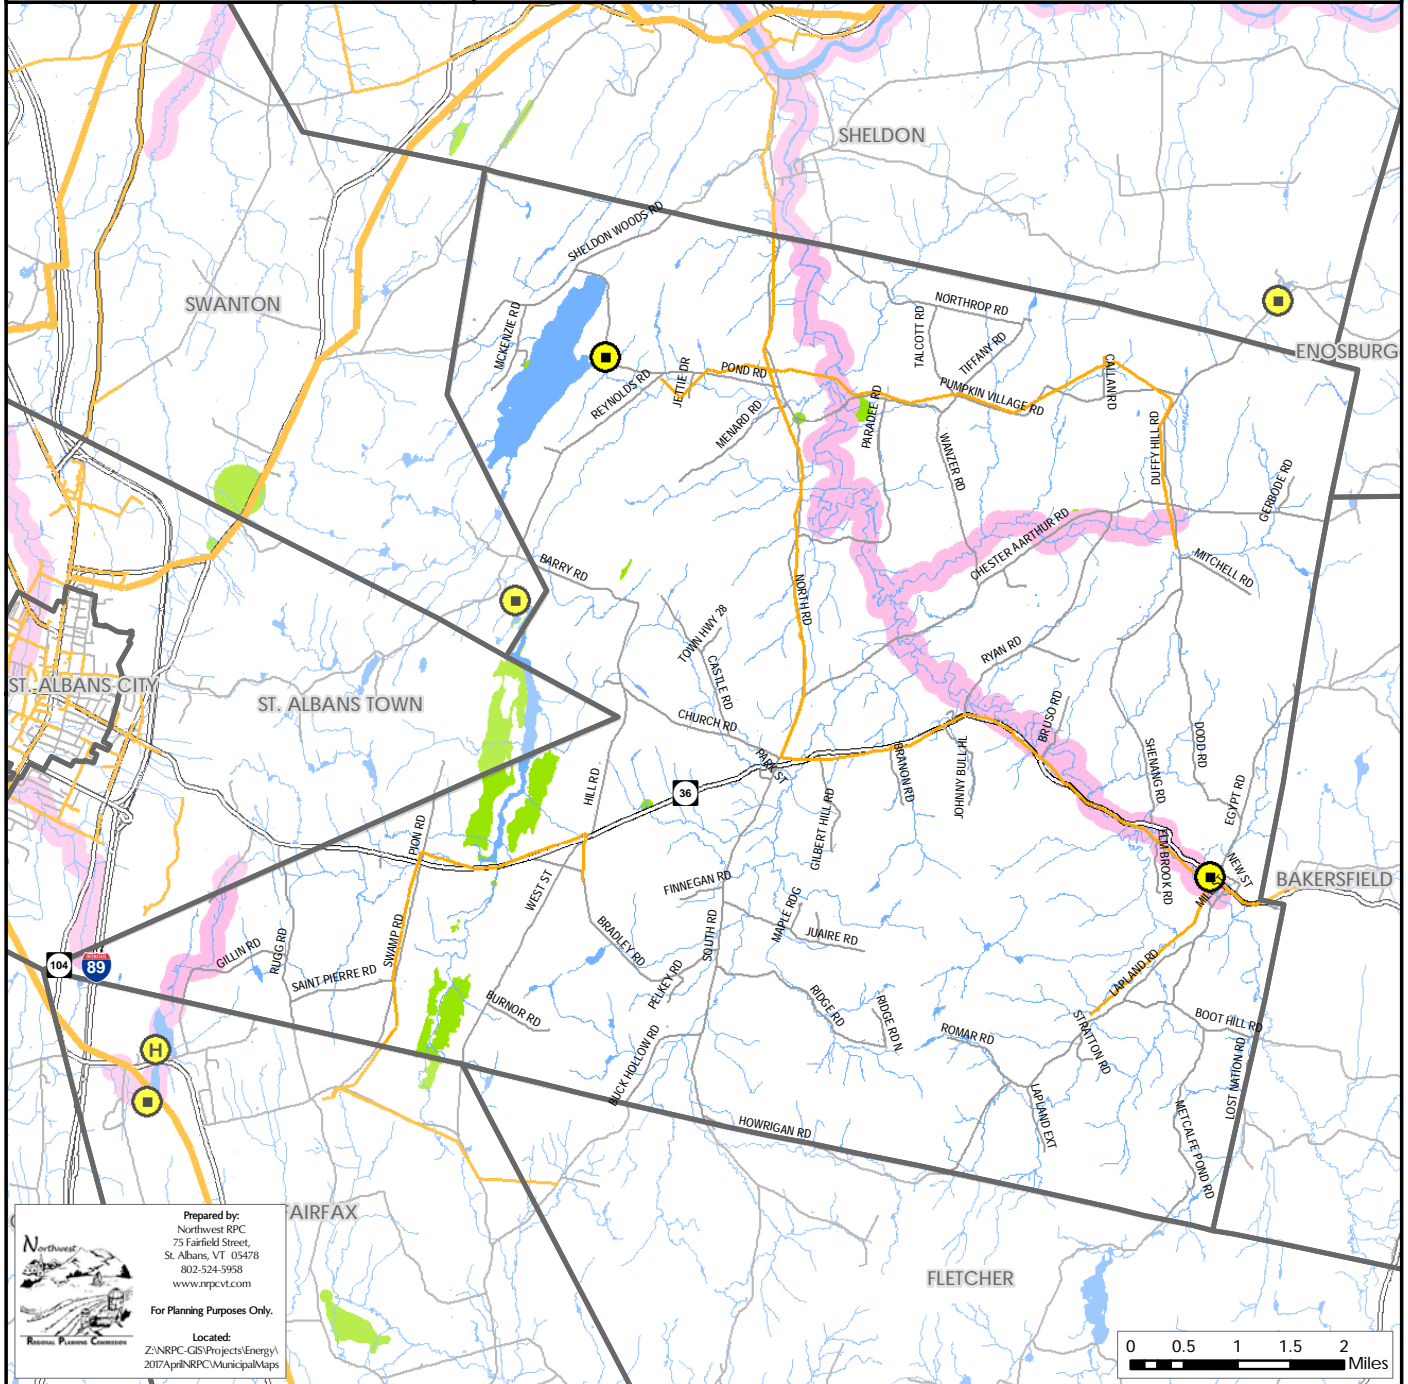 SHELDON
SHELDON WOODS RD
SWANTON
MCKENZIE RD
NORTHROP RD
TALCOTT RD
TIFFANY RD
ENOSBURG
CALLAN RD
POND RD
JETTIE DR
REYNOLDS RD
PUMPKIN VILLAGE RD
PARADEE RD
MENARD RD
WANZER RD
DUFFY HILL RD
GERBODE RD
CHESTER AARTHUR RD
MITCHELL RD
BARRY RD
NORTH RD
TOWN HWY 28
CASTLE RD
RYAN RD
ST. ALBANS CITY
ST. ALBANS TOWN
CHURCH RD
BRUSO RD
DODD RD
SHENANG RD
PARK ST
BRANON RD
JOHNNY BULL HL
HILL RD
36
EGYPT RD
GILBERT HILL RD
PION RD
ELM BROOK RD
NEW ST
BAKERSFIELD
FINNEGAN RD
WEST ST
MILL
MAPLE RDG
JUAIRE RD
SOUTH RD
BRADLEY RD
SWAMP RD
RUGG RD
GILLIN RD
104
INTERSTATE
89
SAINT PIERRE RD
PELKEY RD
LAPLAND RD
BURNOR RD
RIDGE RD
RIDGE RD N
ROMAR RD
STRATTON RD
BOOT HILL RD
BUCK HOLLOW RD
LOST NATION RD
H
LAPLAND EXT
HOWRIGAN RD
METCALFE POND RD
FAIRFAX
FLETCHER
Northwest
REGIONAL PLANNING COMMISSION
Prepared by:
Northwest RPC
75 Fairfield Street,
St. Albans, VT 05478
802-524-5958
www.nrpcvt.com
For Planning Purposes Only.
Located:
Z:\NRPC-GIS\Projects\Energy\
2017AprilNRPC\MunicipalMaps
0 0.5 1 1.5 2
Miles